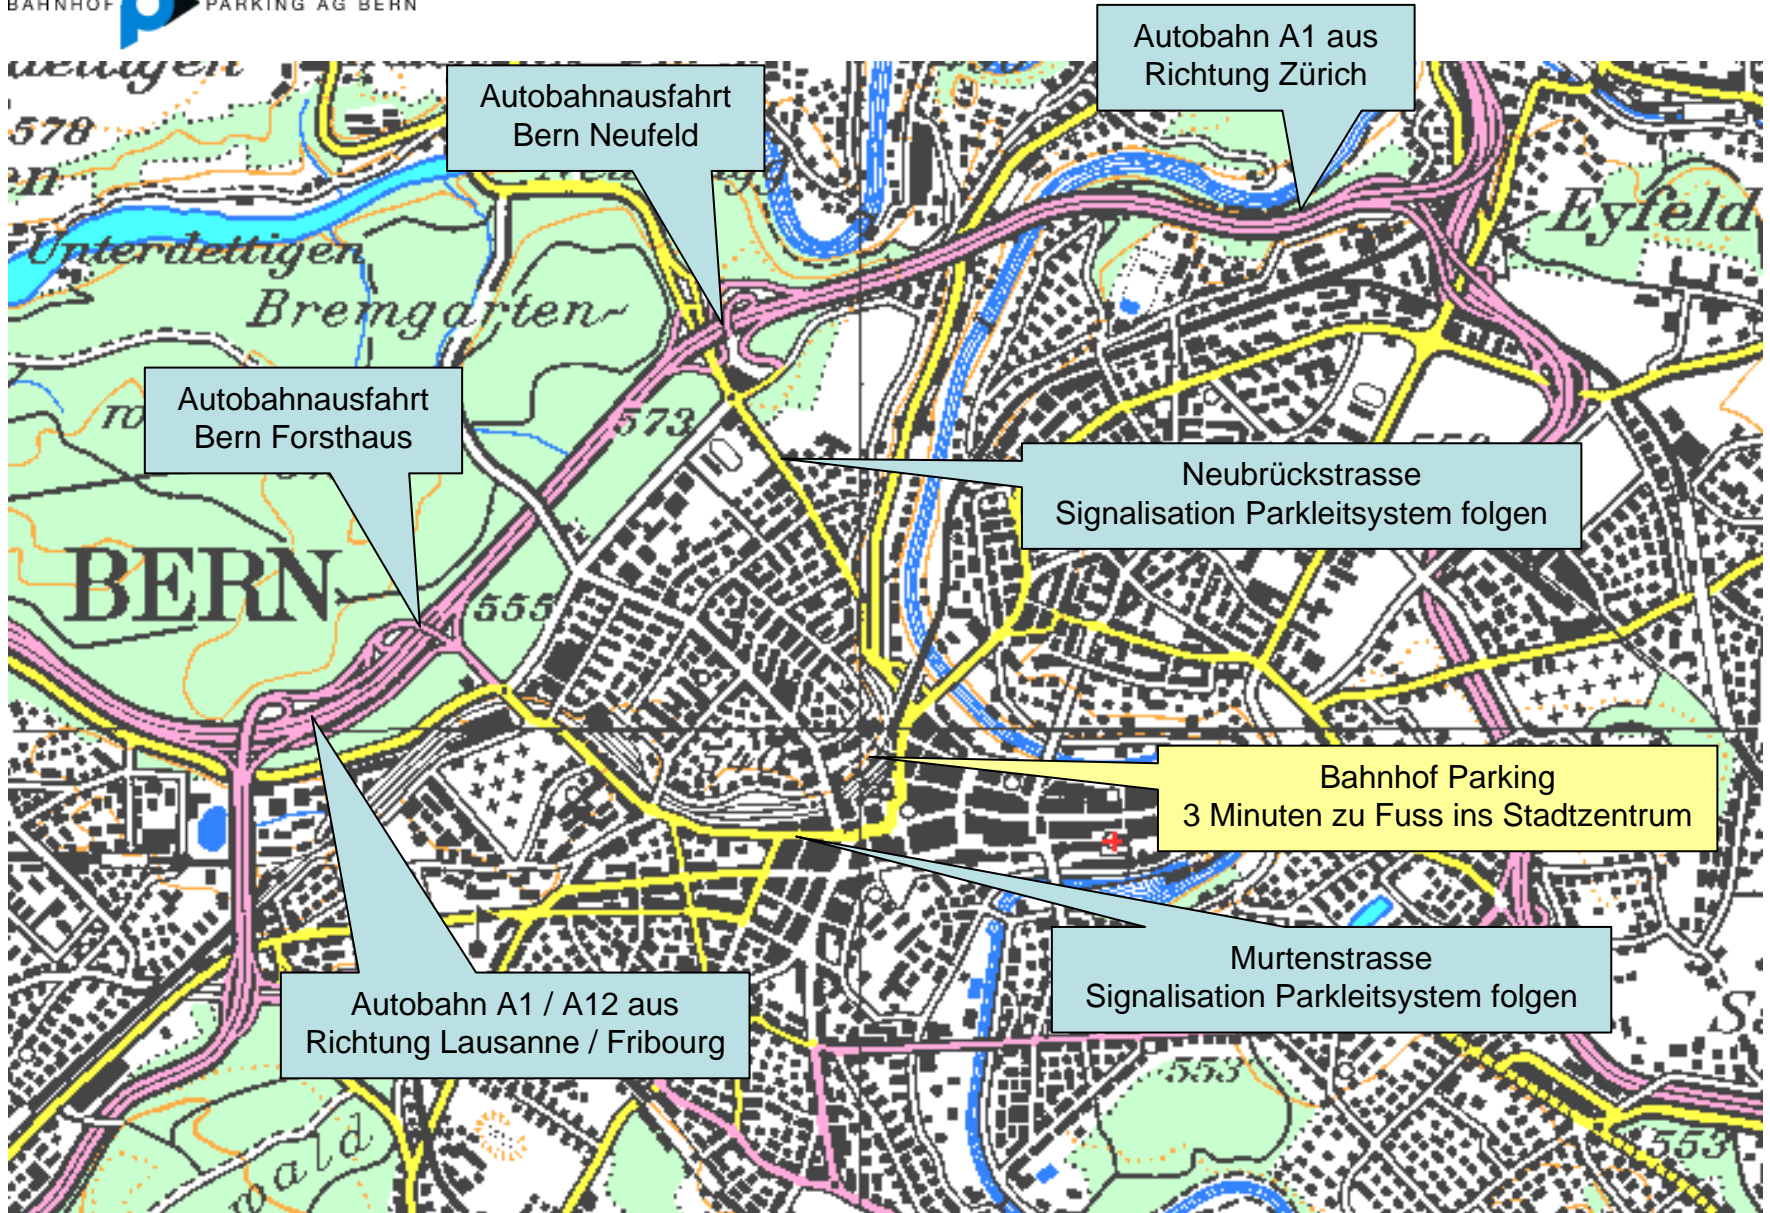 BAHNHOF PARKING AG BERN
Autobahn A1 aus
Richtung Zürich
Autobahnausfahrt
Bern Neufeld
578
Eyfeld
Unterdettigen
Bremgarten-
Autobahnausfahrt
Bern Forsthaus
573
Neubrückstrasse
Signalisation Parkleitsystem folgen
BERN
555
Bahnhof Parking
3 Minuten zu Fuss ins Stadtzentrum
Murtenstrasse
Signalisation Parkleitsystem folgen
Autobahn A1 / A12 aus
Richtung Lausanne / Fribourg
553
553
wald